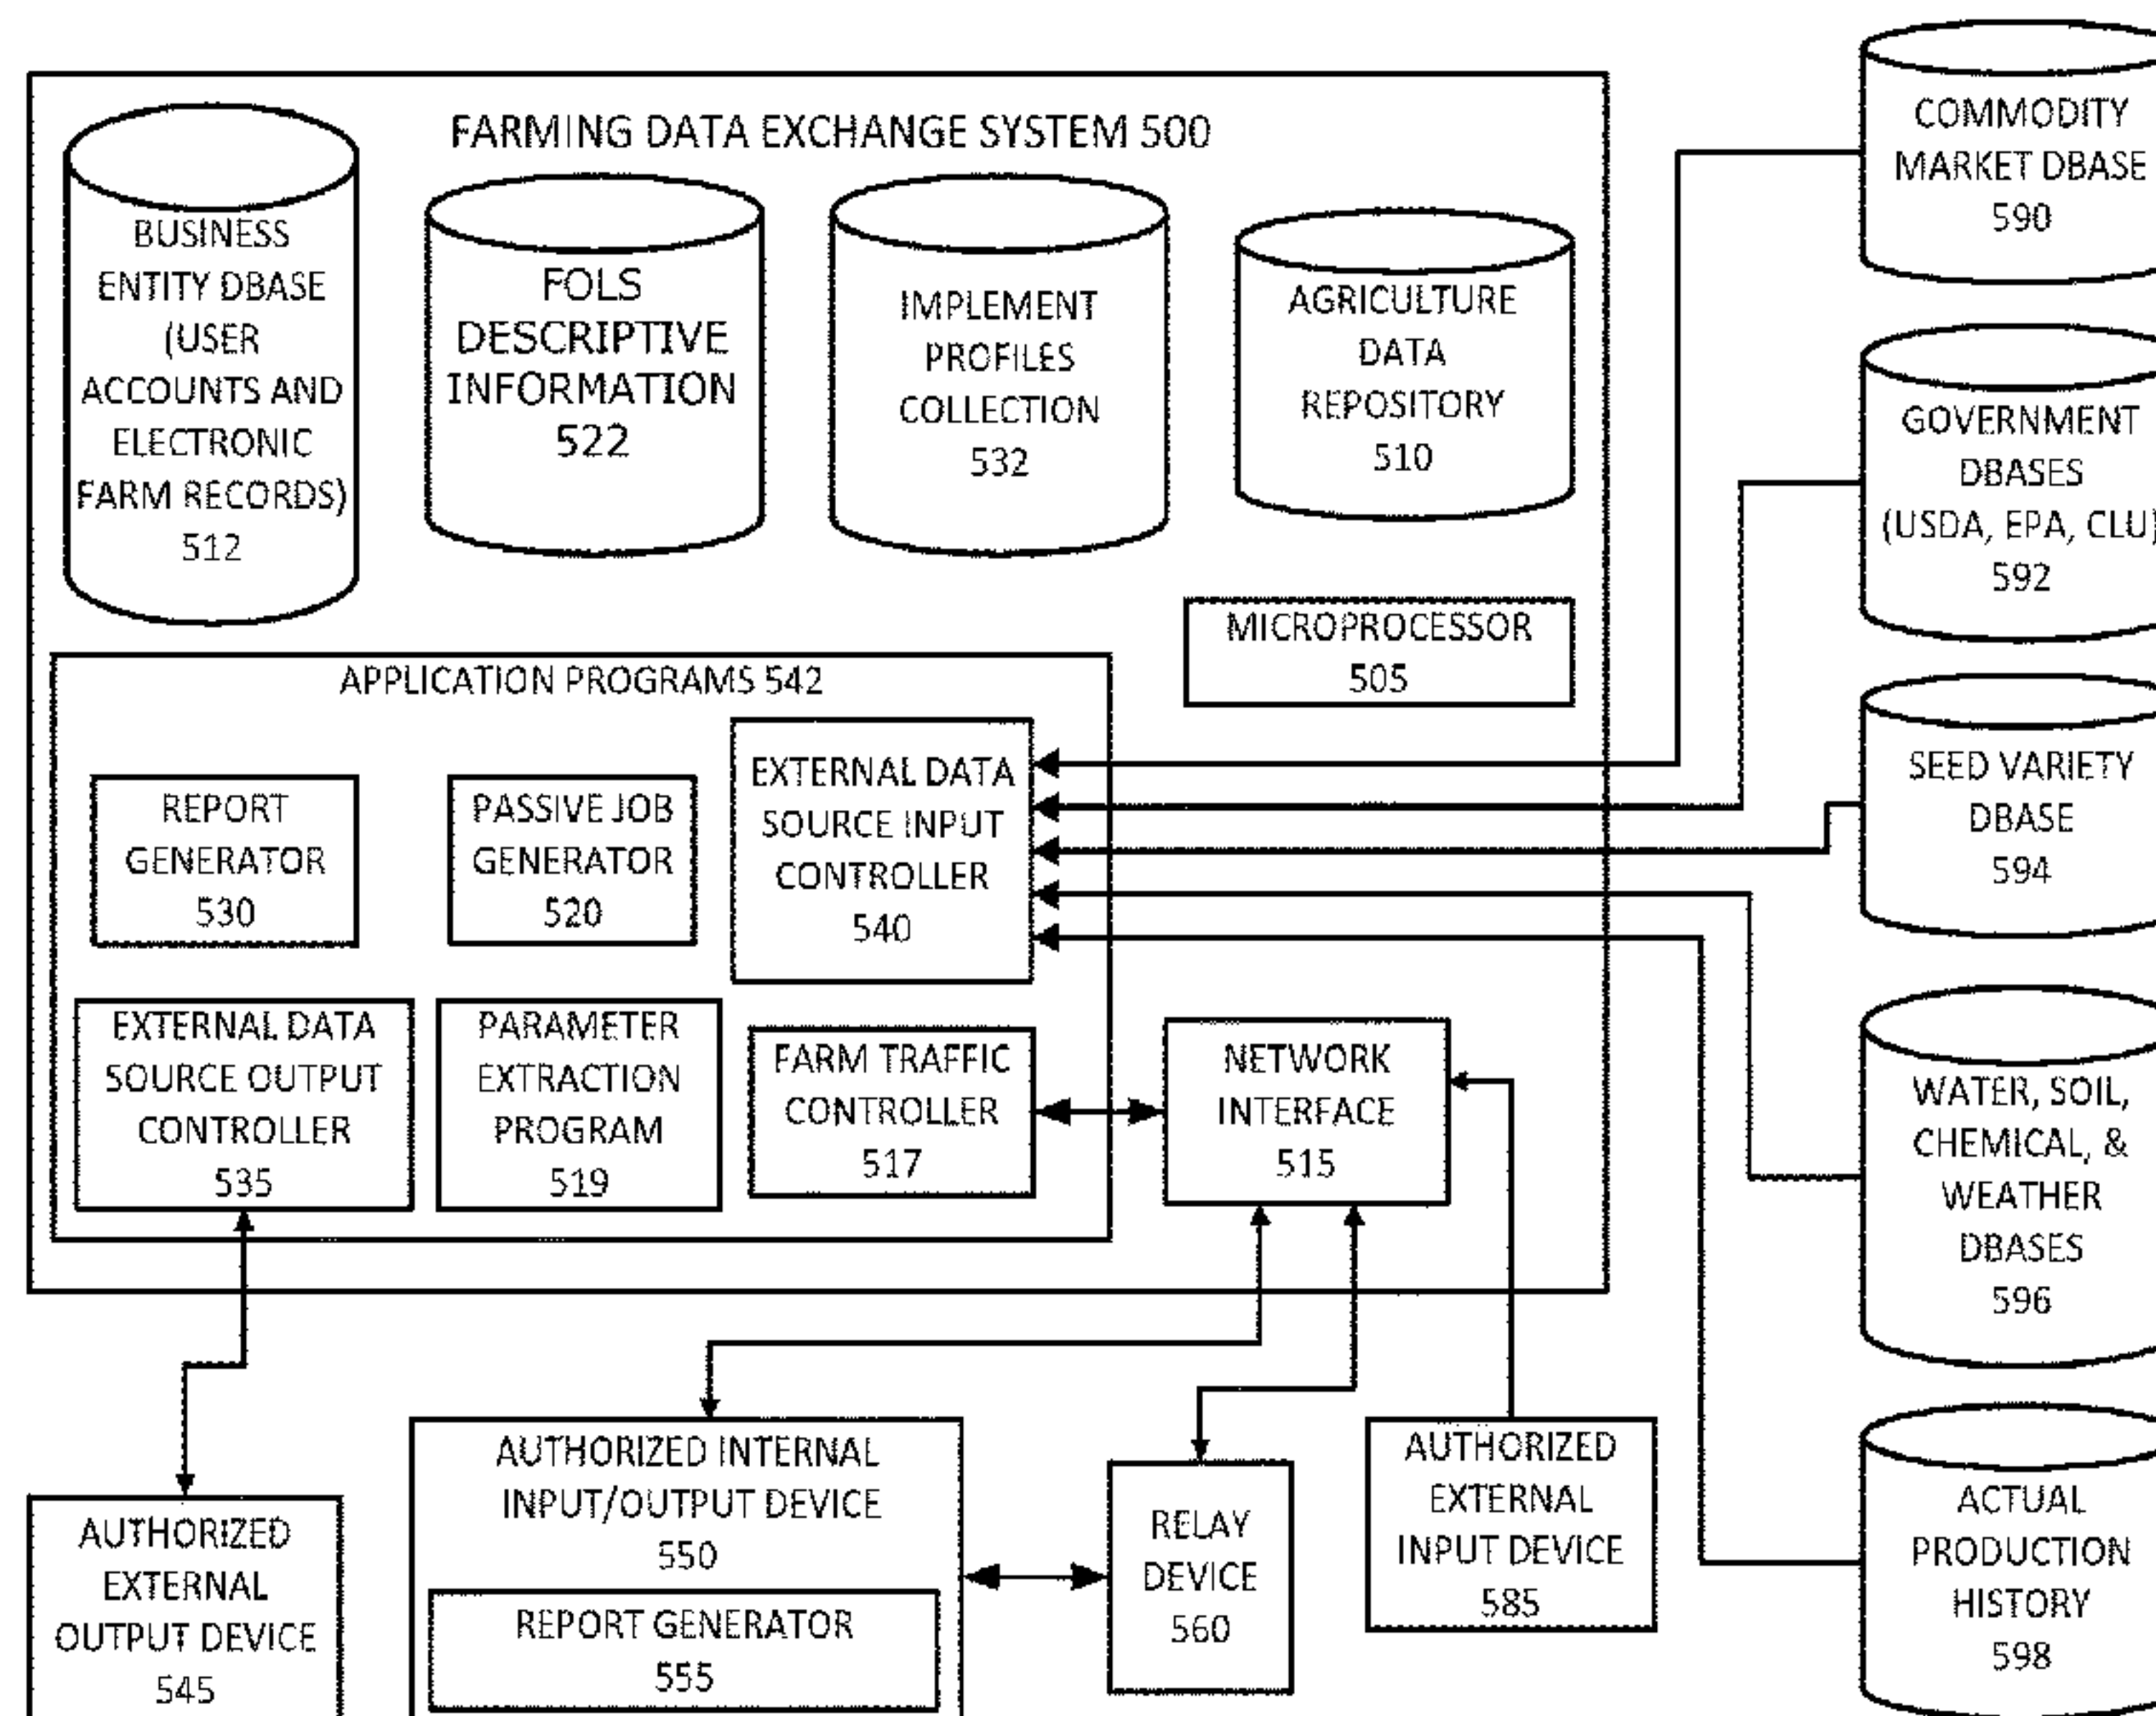 FARMING DATA EXCHANGE SYSTEM 500
BUSINESS
ENTITY DBASE
(USER
ACCOUNTS AND
ELECTRONIC
FARM RECORDS)
512
FOLS
DESCRIPTIVE
INFORMATION
522
IMPLEMENT
PROFILES
COLLECTION
532
AGRICULTURE
DATA
REPOSITORY
510
MICROPROCESSOR
505
APPLICATION PROGRAMS 542
REPORT
GENERATOR
530
PASSIVE JOB
GENERATOR
520
EXTERNAL DATA
SOURCE INPUT
CONTROLLER
540
EXTERNAL DATA
SOURCE OUTPUT
CONTROLLER
535
PARAMETER
EXTRACTION
PROGRAM
519
FARM TRAFFIC
CONTROLLER
517
NETWORK
INTERFACE
515
COMMODITY
MARKET DBASE
590
GOVERNMENT
DBASES
(USDA, EPA, CLU)
592
SEED VARIETY
DBASE
594
WATER, SOIL,
CHEMICAL, &
WEATHER
DBASES
596
ACTUAL
PRODUCTION
HISTORY
598
AUTHORIZED
EXTERNAL
OUTPUT DEVICE
545
AUTHORIZED INTERNAL
INPUT/OUTPUT DEVICE
550
REPORT GENERATOR
555
RELAY
DEVICE
560
AUTHORIZED
EXTERNAL
INPUT DEVICE
585